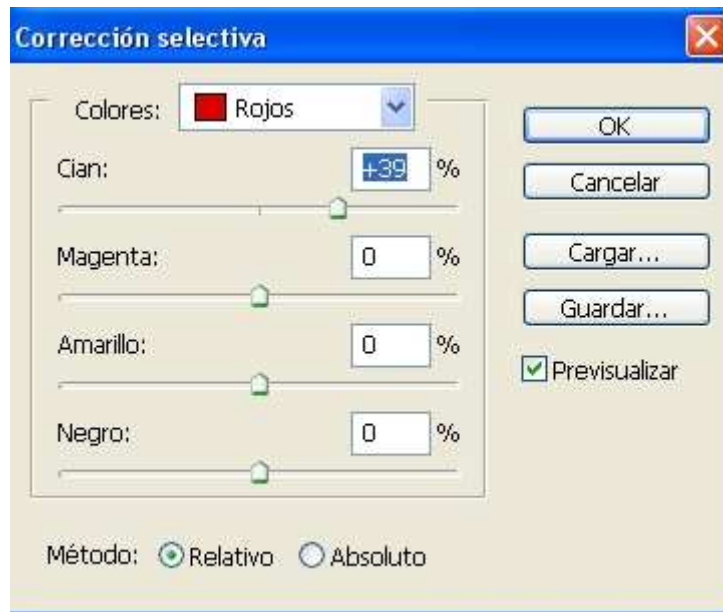 Corrección selectiva
Colores: Rojos
OK
Cian: +39 %
Cancelar
Magenta: 0 %
Cargar...
Guardar...
Amarillo: 0 %
Previsualizar
Negro: 0 %
Método: Relativo Absoluto